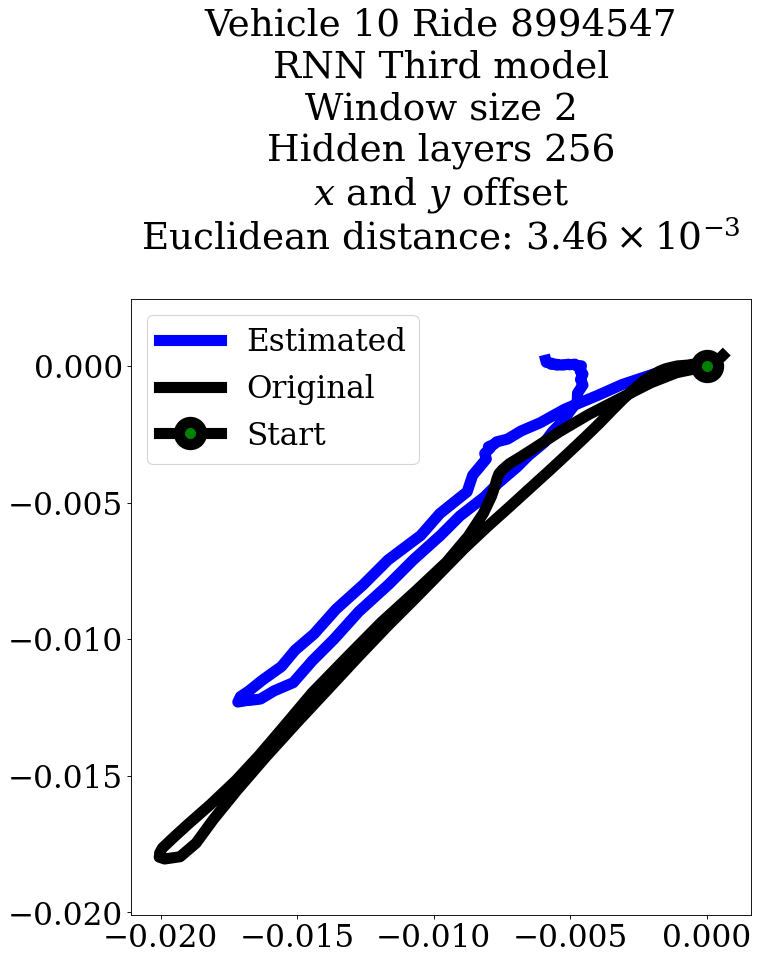 Vehicle 10 Ride 8994547
RNN Third model
Window size 2
Hidden layers 256
x and y offset
Euclidean distance: 3.46 × 10⁻³
Estimated
Original
Start
0.000
−0.005
−0.010
−0.015
−0.020
−0.020 −0.015 −0.010 −0.005 0.000